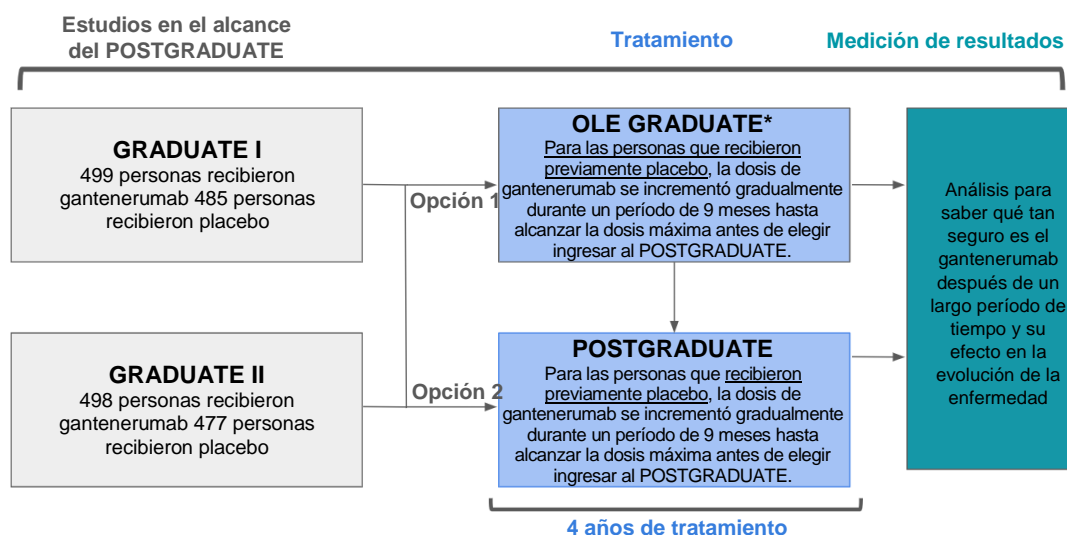 Estudios en el alcance
del POSTGRADUATE
Tratamiento
Medición de resultados
GRADUATE I
499 personas recibieron
gantenerumab 485 personas
recibieron placebo
Opción 1
OLE GRADUATE*
Para las personas que recibieron
previamente placebo, la dosis de
gantenerumab se incrementó gradualmente
durante un período de 9 meses hasta
alcanzar la dosis máxima antes de elegir
ingresar al POSTGRADUATE.
GRADUATE II
498 personas recibieron
gantenerumab 477 personas
recibieron placebo
Opción 2
POSTGRADUATE
Para las personas que recibieron
previamente placebo, la dosis de
gantenerumab se incrementó gradualmente
durante un período de 9 meses hasta
alcanzar la dosis máxima antes de elegir
ingresar al POSTGRADUATE.
Análisis para
saber qué tan
seguro es el
gantenerumab
después de un
largo período de
tiempo y su
efecto en la
evolución de la
enfermedad
4 años de tratamiento